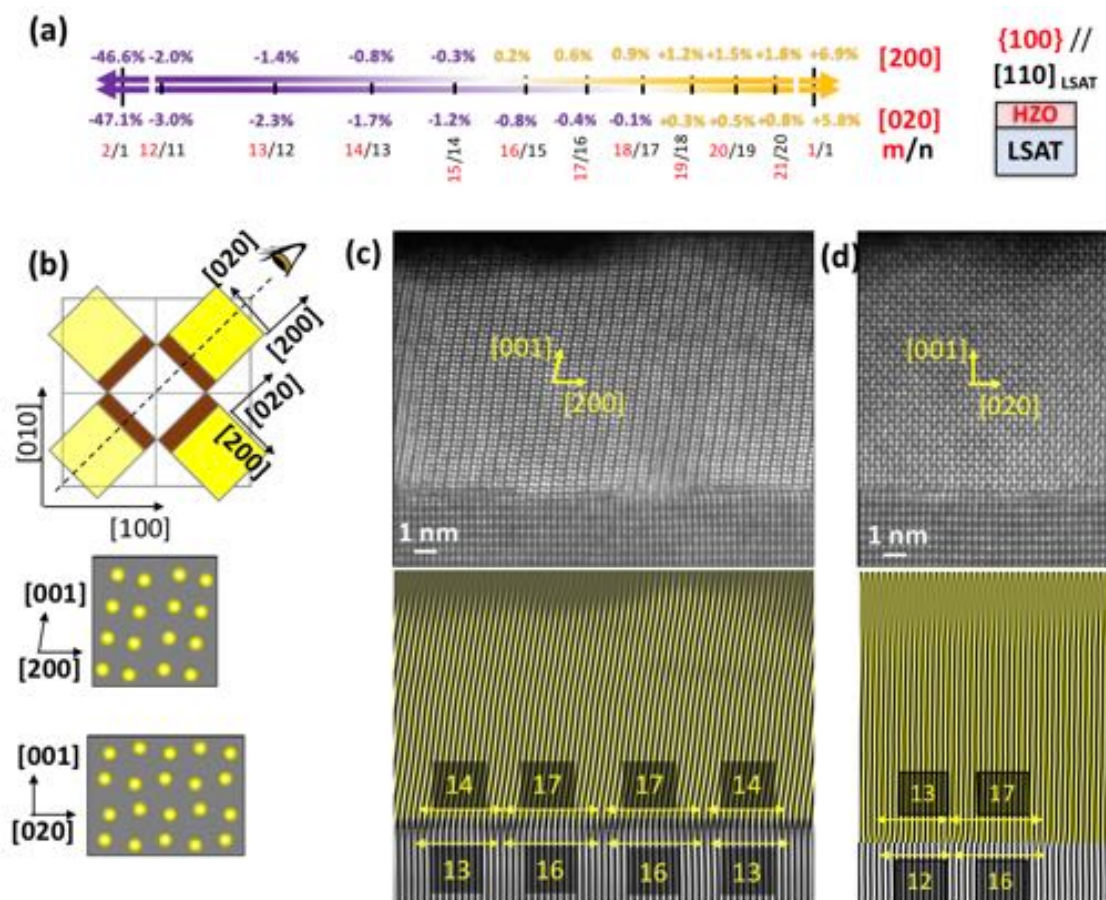 (a)
-46.6% -2.0% -1.4% -0.8% -0.3% 0.2% 0.6% 0.9% +1.2% +1.5% +1.8% +6.9% [200]
-47.1% -3.0% -2.3% -1.7% -1.2% -0.8% -0.4% -0.1% +0.3% +0.5% +0.8% +5.8% [020]
2/1 12/11 13/12 14/13 15/14 16/15 17/16 18/17 19/18 20/19 21/20 1/1 m/n
{100} //
[110] LSAT
HZO
LSAT
(b)
[020]
[200]
[020]
[200]
[010]
[100]
[001]
[200]
[001]
[020]
(c)
[001]
[200]
1 nm
14 17 17 14
13 16 16 13
(d)
[001]
[020]
1 nm
13 17
12 16